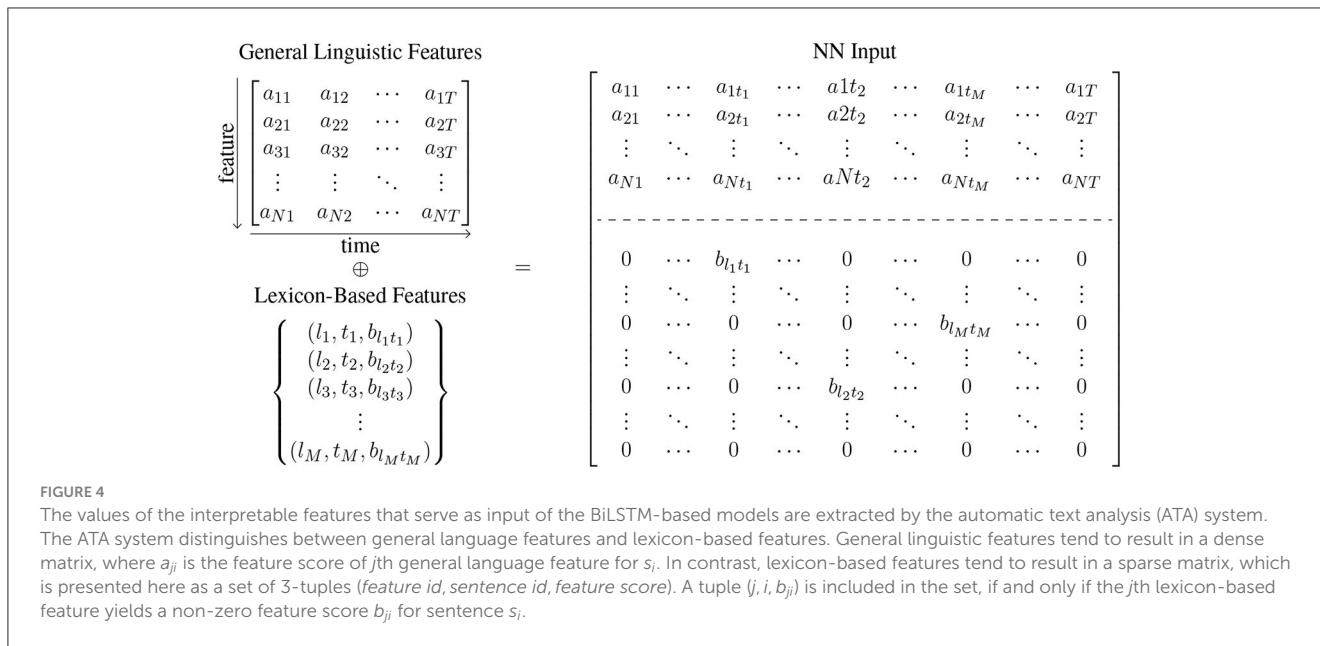 General Linguistic Features
feature
a11 a12 ⋯ a1T
a21 a22 ⋯ a2T
a31 a32 ⋯ a3T
⋮ ⋮ ⋱ ⋮
aN1 aN2 ⋯ aNT
time
⊕
Lexicon-Based Features
(l1, t1, bl1t1)
(l2, t2, bl2t2)
(l3, t3, bl3t3)
⋮
(lM, tM, blMtM)
=
NN Input
a11 ⋯ a1t1 ⋯ a1t2 ⋯ a1tM ⋯ a1T
a21 ⋯ a2t1 ⋯ a2t2 ⋯ a2tM ⋯ a2T
⋮ ⋱ ⋮ ⋱ ⋮ ⋱ ⋮ ⋱ ⋮
aN1 ⋯ aNt1 ⋯ aNt2 ⋯ aNtM ⋯ aNT
0 ⋯ bl1t1 ⋯ 0 ⋯ 0 ⋯ 0
⋮ ⋱ ⋮ ⋱ ⋮ ⋱ ⋮ ⋱ ⋮
0 ⋯ 0 ⋯ 0 ⋯ blMtM ⋯ 0
⋮ ⋱ ⋮ ⋱ ⋮ ⋱ ⋮ ⋱ ⋮
0 ⋯ 0 ⋯ bl2t2 ⋯ 0 ⋯ 0
⋮ ⋱ ⋮ ⋱ ⋮ ⋱ ⋮ ⋱ ⋮
0 ⋯ 0 ⋯ 0 ⋯ 0 ⋯ 0
FIGURE 4
The values of the interpretable features that serve as input of the BiLSTM-based models are extracted by the automatic text analysis (ATA) system.
The ATA system distinguishes between general language features and lexicon-based features. General linguistic features tend to result in a dense
matrix, where aji is the feature score of jth general language feature for si. In contrast, lexicon-based features tend to result in a sparse matrix, which
is presented here as a set of 3-tuples (feature id, sentence id, feature score). A tuple (j, i, bji) is included in the set, if and only if the jth lexicon-based
feature yields a non-zero feature score bji for sentence si.